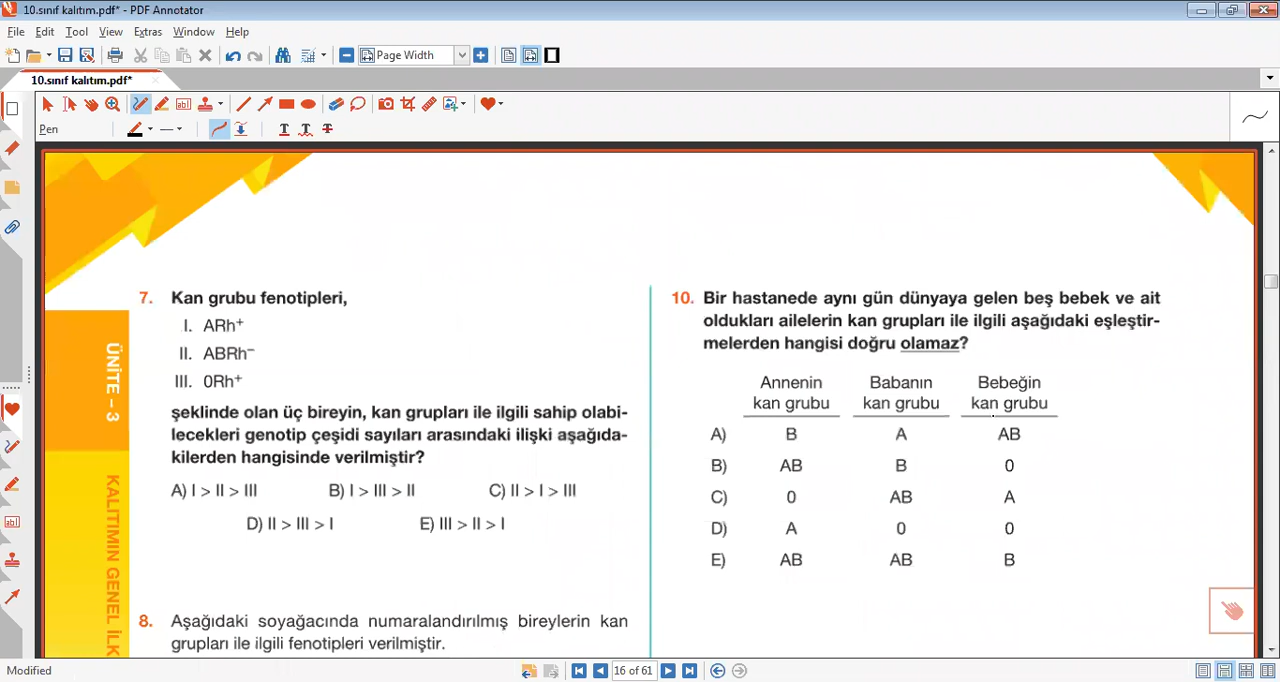 10.sınıf kalıtım.pdf* - PDF Annotator
File Edit Tool View Extras Window Help
Page Width
10.sınıf kalıtım.pdf*
Pen
ÜNİTE – 3
KALITIMIN GENEL İLK
7. Kan grubu fenotipleri,
I. ARh+
II. ABRh–
III. 0Rh+
şeklinde olan üç bireyin, kan grupları ile ilgili sahip olabi-
lecekleri genotip çeşidi sayıları arasındaki ilişki aşağıda-
kilerden hangisinde verilmiştir?
A) I > II > III B) I > III > II C) II > I > III
D) II > III > I E) III > II > I
8. Aşağıdaki soyağacında numaralandırılmış bireylerin kan
grupları ile ilgili fenotipleri verilmiştir.
10. Bir hastanede aynı gün dünyaya gelen beş bebek ve ait
oldukları ailelerin kan grupları ile ilgili aşağıdaki eşleştir-
melerden hangisi doğru olamaz?
Annenin Babanın Bebeğin
kan grubu kan grubu kan grubu
A) B A AB
B) AB B 0
C) 0 AB A
D) A 0 0
E) AB AB B
Modified
16 of 61